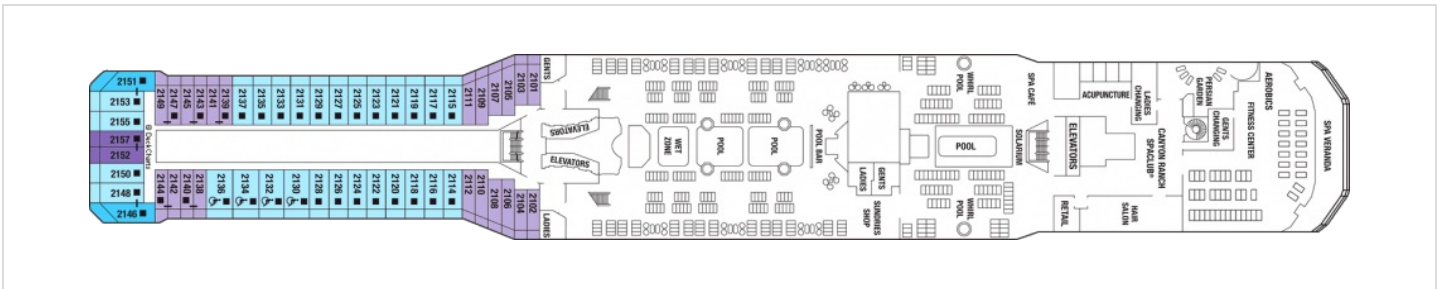 2151
2153
2155
2157
2152
2150
2148
2146
© DeckCharts
2149
2147
2145
2143
2141
2139
2137
2135
2133
2131
2129
2127
2125
2123
2121
2119
2117
2115
2111
2109
2107
2105
2103
2101
2144
2142
2140
2138
2136
2134
2132
2130
2128
2126
2124
2122
2120
2118
2116
2114
2112
2110
2108
2106
2104
2102
GENTS
LADIES
ELEVATORS
ELEVATORS
WET
ZONE
POOL
POOL
POOL BAR
LADIES
GENTS
SUNDRIES
SHOP
WHIRL
POOL
POOL
WHIRL
POOL
SOLARIUM
SPA CAFÉ
ELEVATORS
RETAIL
ACUPUNCTURE
LADIES
CHANGING
CANYON RANCH
SPACLUB®
HAIR
SALON
PERSIAN
GARDEN
GENTS
CHANGING
FITNESS CENTER
AEROBICS
SPA VERANDA